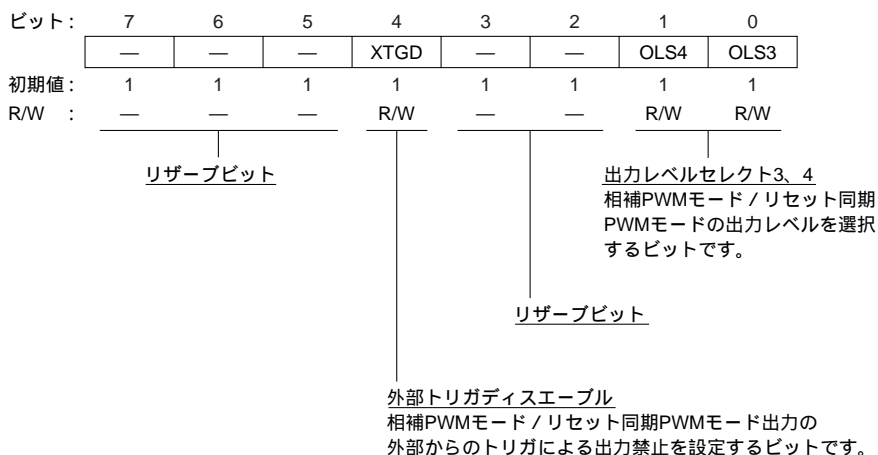 ビット: 7 6 5 4 3 2 1 0
— — — XTGD — — OLS4 OLS3
初期値: 1 1 1 1 1 1 1 1
R/W : — — — R/W — — R/W R/W
リザーブビット
出力レベルセレクト3、4
相補PWMモード/リセット同期
PWMモードの出力レベルを選択
するビットです。
リザーブビット
外部トリガディスエーブル
相補PWMモード/リセット同期PWMモード出力の
外部からのトリガによる出力禁止を設定するビットです。